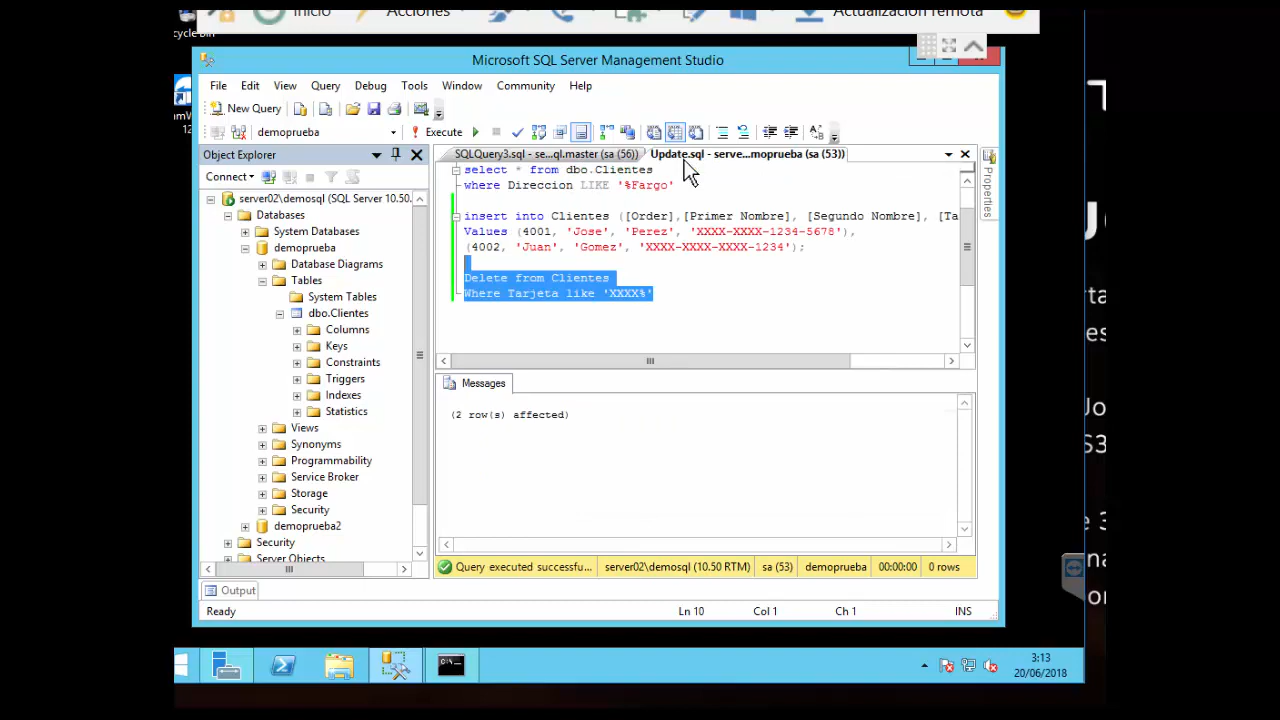 Inicio
Acciones
Actualización remota
cycle bin
Microsoft SQL Server Management Studio
File Edit View Query Debug Tools Window Community Help
New Query
demoprueba
Execute
Object Explorer
SQLQuery3.sql - se...ql.master (sa (56))
Update.sql - serve...moprueba (sa (53))
Connect
server02\demosql (SQL Server 10.50.
Databases
System Databases
demoprueba
Database Diagrams
Tables
System Tables
dbo.Clientes
Columns
Keys
Constraints
Triggers
Indexes
Statistics
Views
Synonyms
Programmability
Service Broker
Storage
Security
demoprueba2
Security
Server Objects
select * from dbo.Clientes
where Direccion LIKE '%Fargo'
insert into Clientes ([Order],[Primer Nombre], [Segundo Nombre], [Ta
Values (4001, 'Jose', 'Perez', 'XXXX-XXXX-1234-5678'),
(4002, 'Juan', 'Gomez', 'XXXX-XXXX-XXXX-1234');
Delete from Clientes
Where Tarjeta like 'XXXX%'
Properties
Messages
(2 row(s) affected)
Query executed successfu...
server02\demosql (10.50 RTM)
sa (53)
demoprueba
00:00:00
0 rows
Output
Ready
Ln 10
Col 1
Ch 1
INS
3:13
20/06/2018